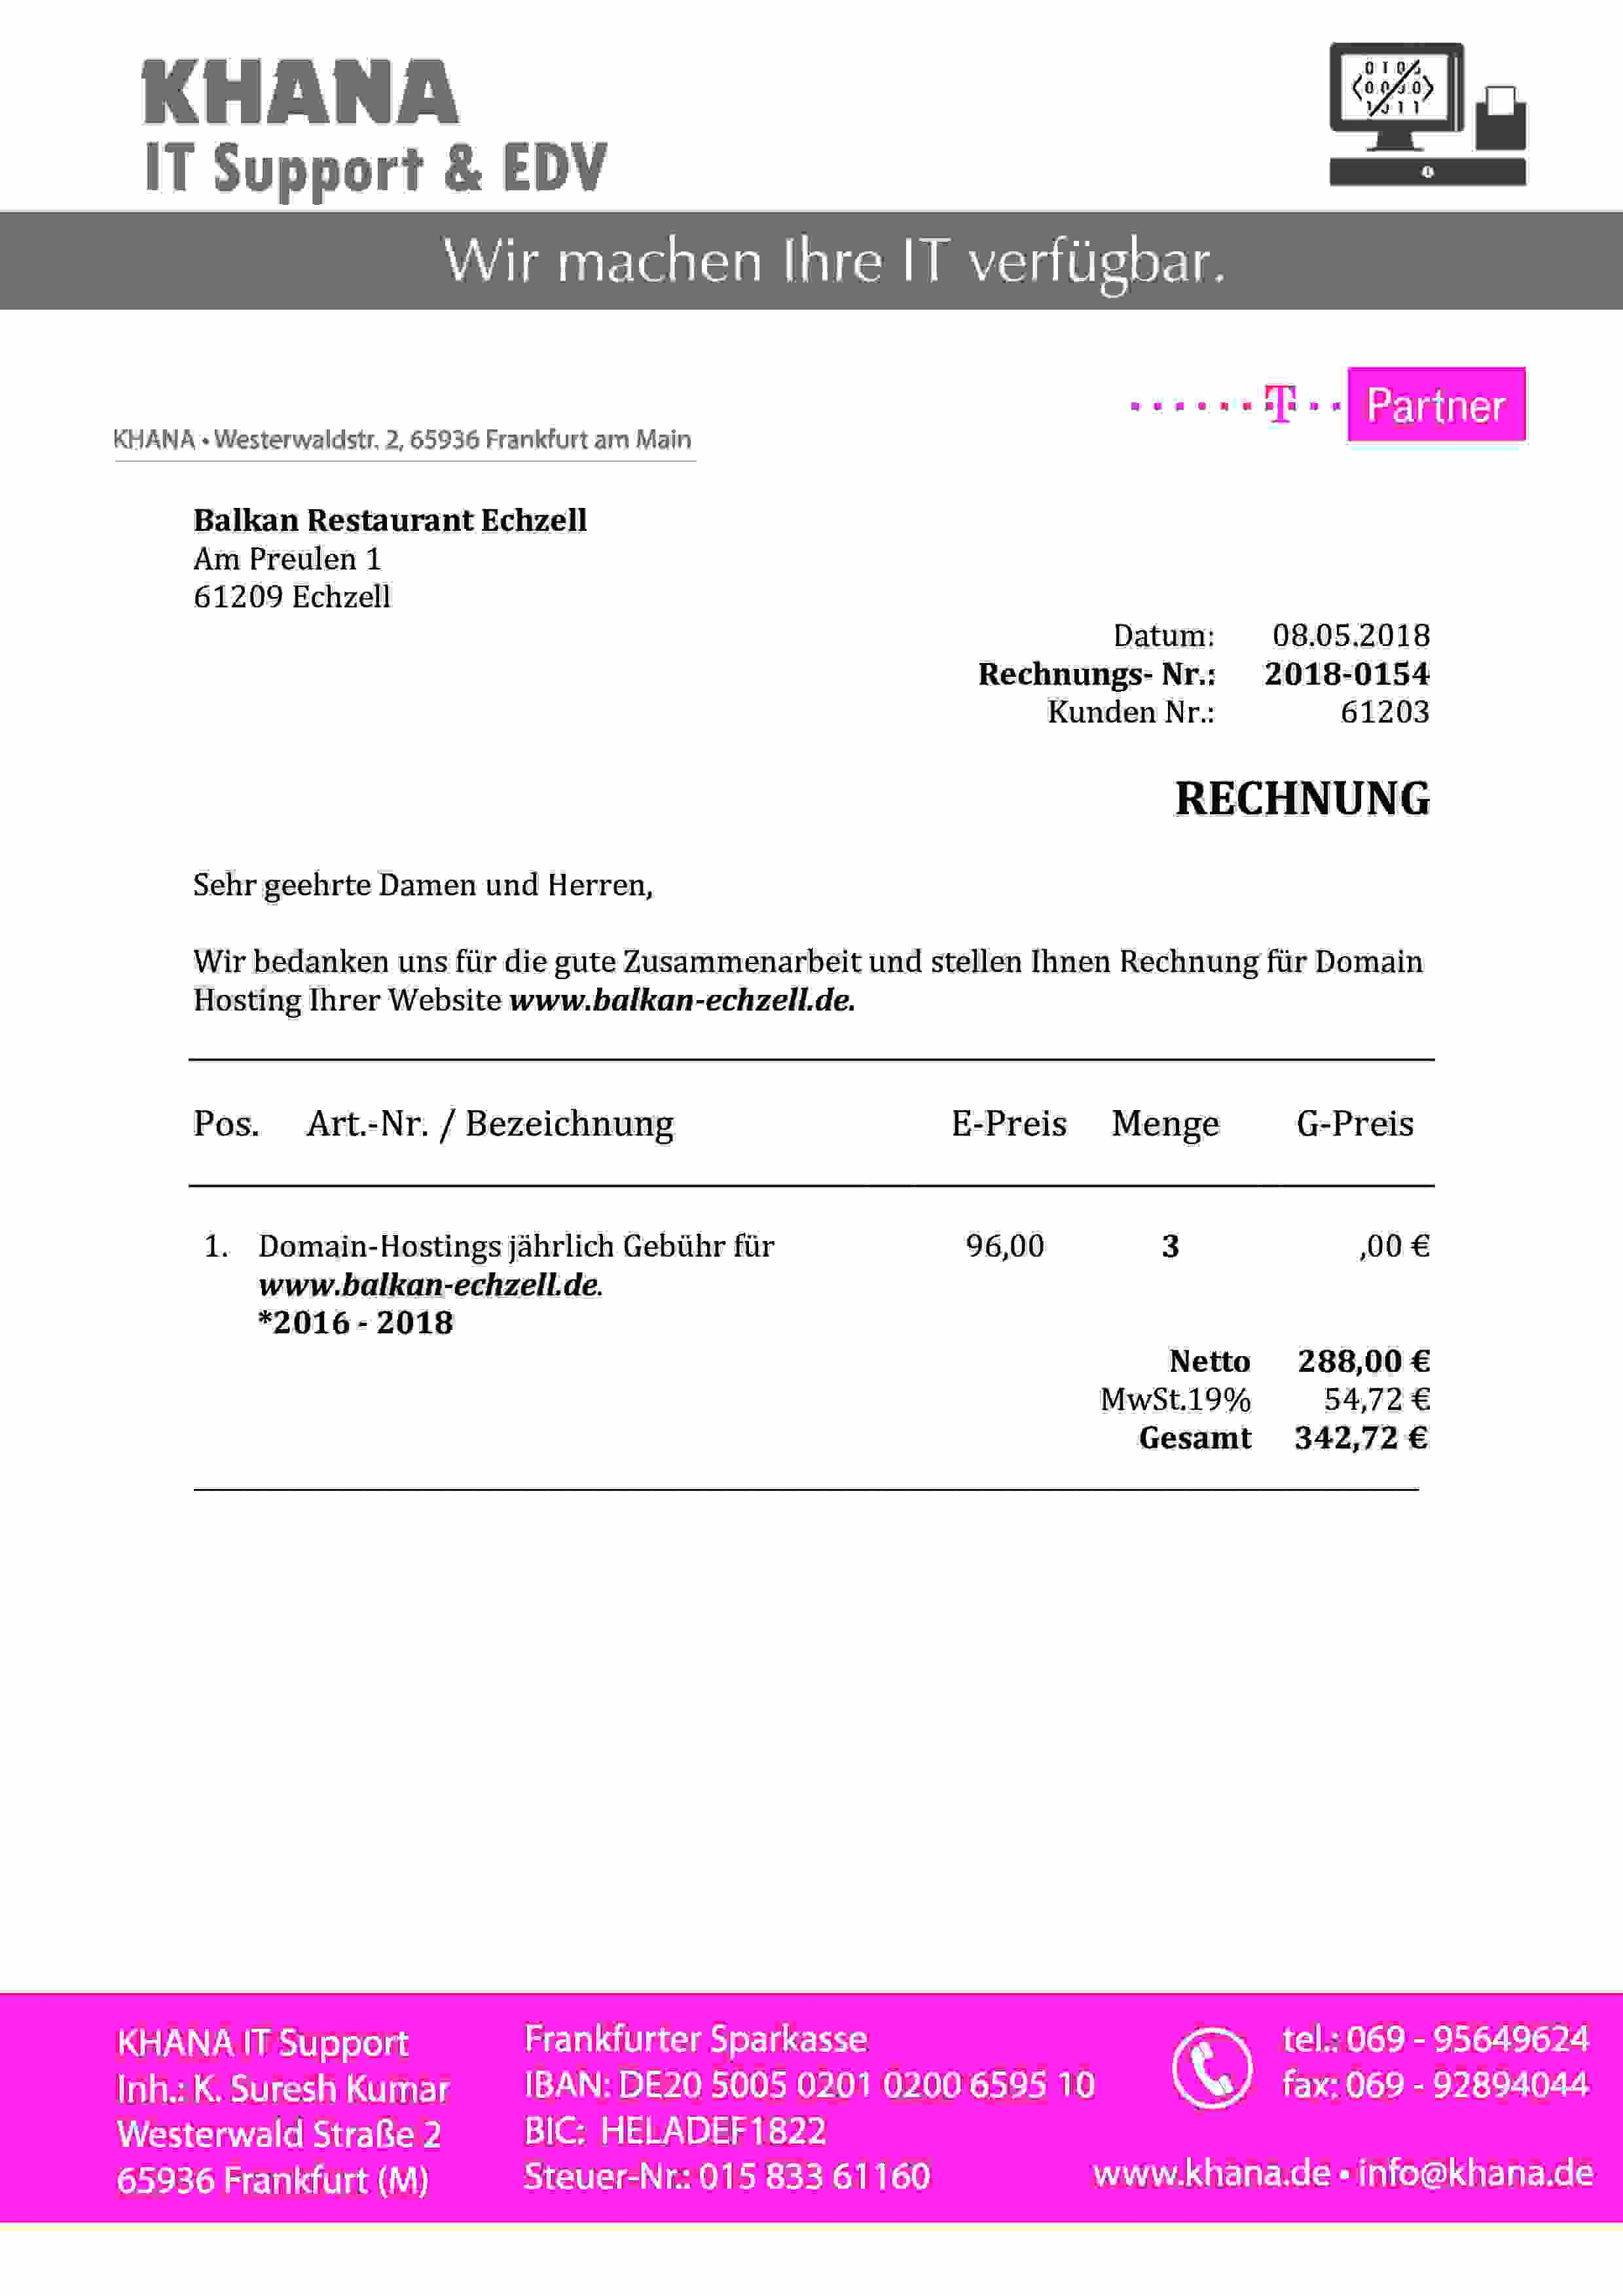 KHANA
IT Support & EDV
Wir machen Ihre IT verfügbar.
T Partner
KHANA • Westerwaldstr. 2, 65936 Frankfurt am Main
Balkan Restaurant Echzell
Am Preulen 1
61209 Echzell
Datum: 08.05.2018
Rechnungs- Nr.: 2018-0154
Kunden Nr.: 61203
RECHNUNG
Sehr geehrte Damen und Herren,
Wir bedanken uns für die gute Zusammenarbeit und stellen Ihnen Rechnung für Domain
Hosting Ihrer Website www.balkan-echzell.de.
Pos. Art.-Nr. / Bezeichnung E-Preis Menge G-Preis
1. Domain-Hostings jährlich Gebühr für 96,00 3 ,00 €
www.balkan-echzell.de.
*2016 - 2018
Netto 288,00 €
MwSt.19% 54,72 €
Gesamt 342,72 €
KHANA IT Support
Inh.: K. Suresh Kumar
Westerwald Straße 2
65936 Frankfurt (M)
Frankfurter Sparkasse
IBAN: DE20 5005 0201 0200 6595 10
BIC: HELADEF1822
Steuer-Nr.: 015 833 61160
tel.: 069 - 95649624
fax: 069 - 92894044
www.khana.de • info@khana.de